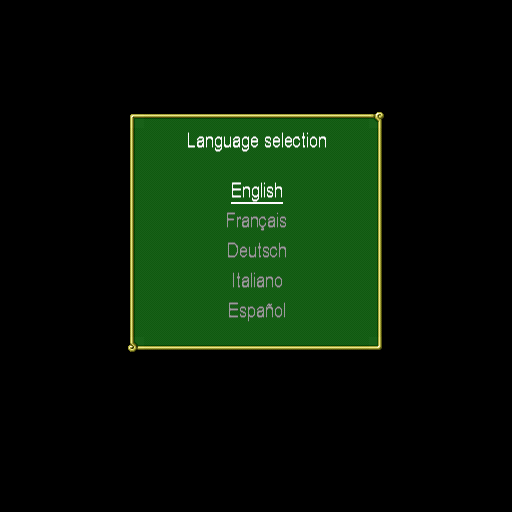 Language selection
English
Français
Deutsch
Italiano
Español